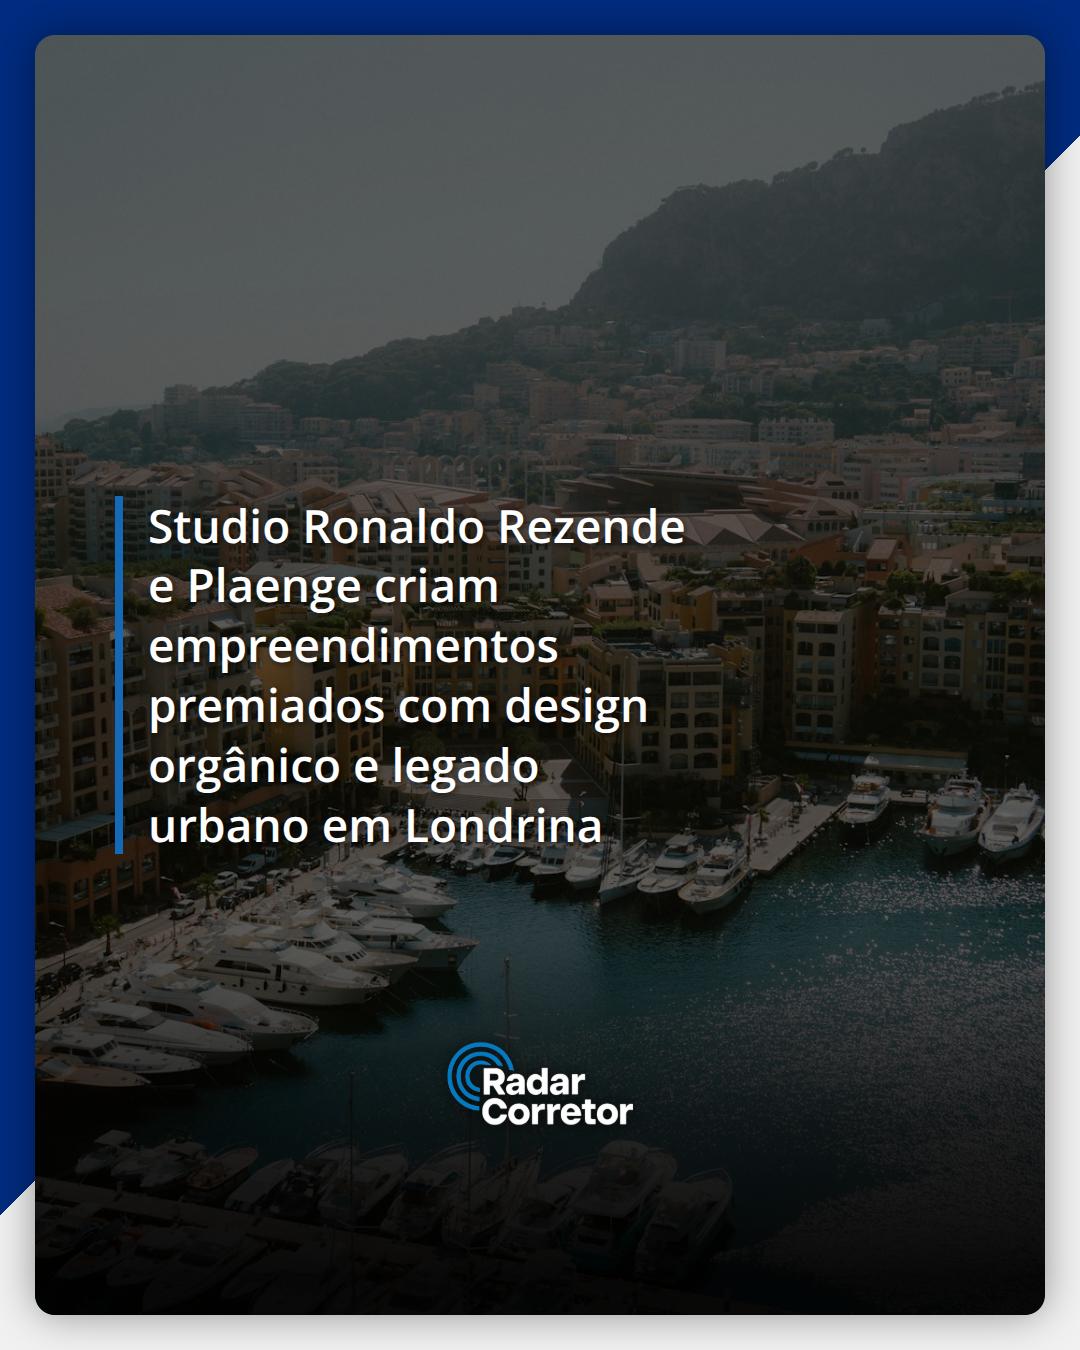 Studio Ronaldo Rezende
e Plaenge criam
empreendimentos
premiados com design
orgânico e legado
urbano em Londrina
Radar
Corretor